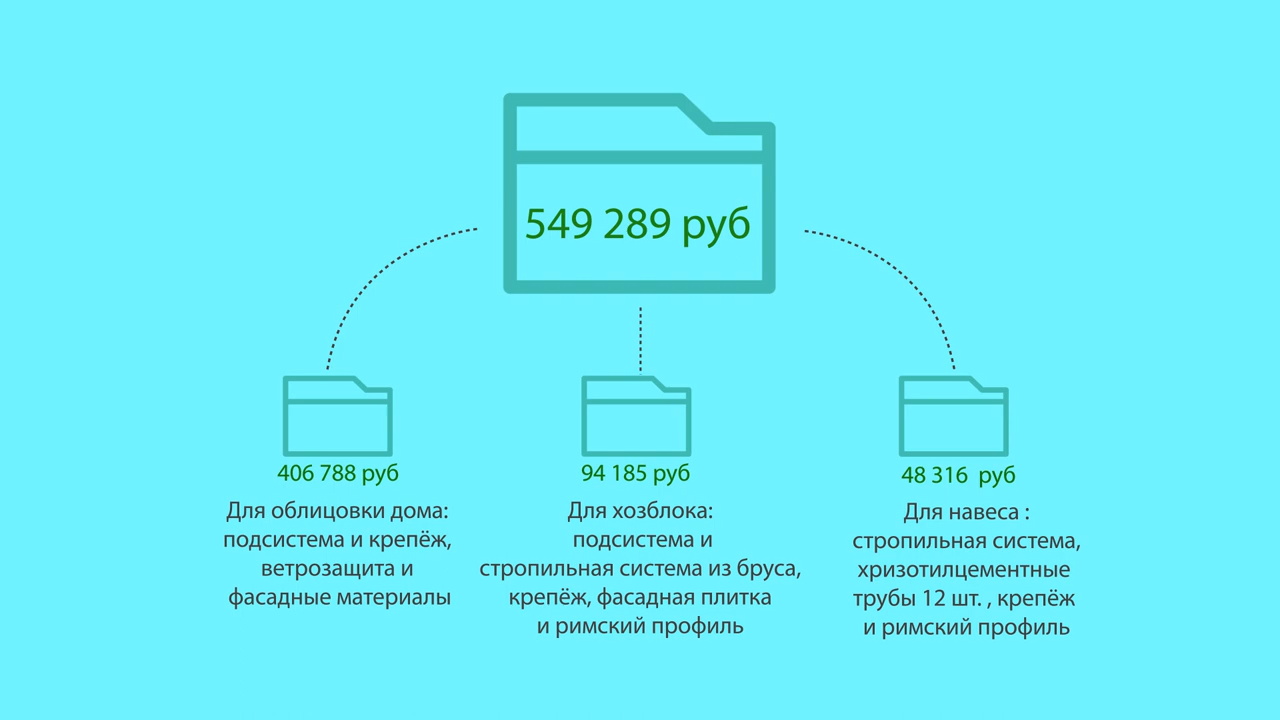 549 289 руб
406 788 руб
Для облицовки дома:
подсистема и крепёж,
ветрозащита и
фасадные материалы
94 185 руб
Для хозблока:
подсистема и
стропильная система из бруса,
крепёж, фасадная плитка
и римский профиль
48 316 руб
Для навеса :
стропильная система,
хризотилцементные
трубы 12 шт. , крепёж
и римский профиль